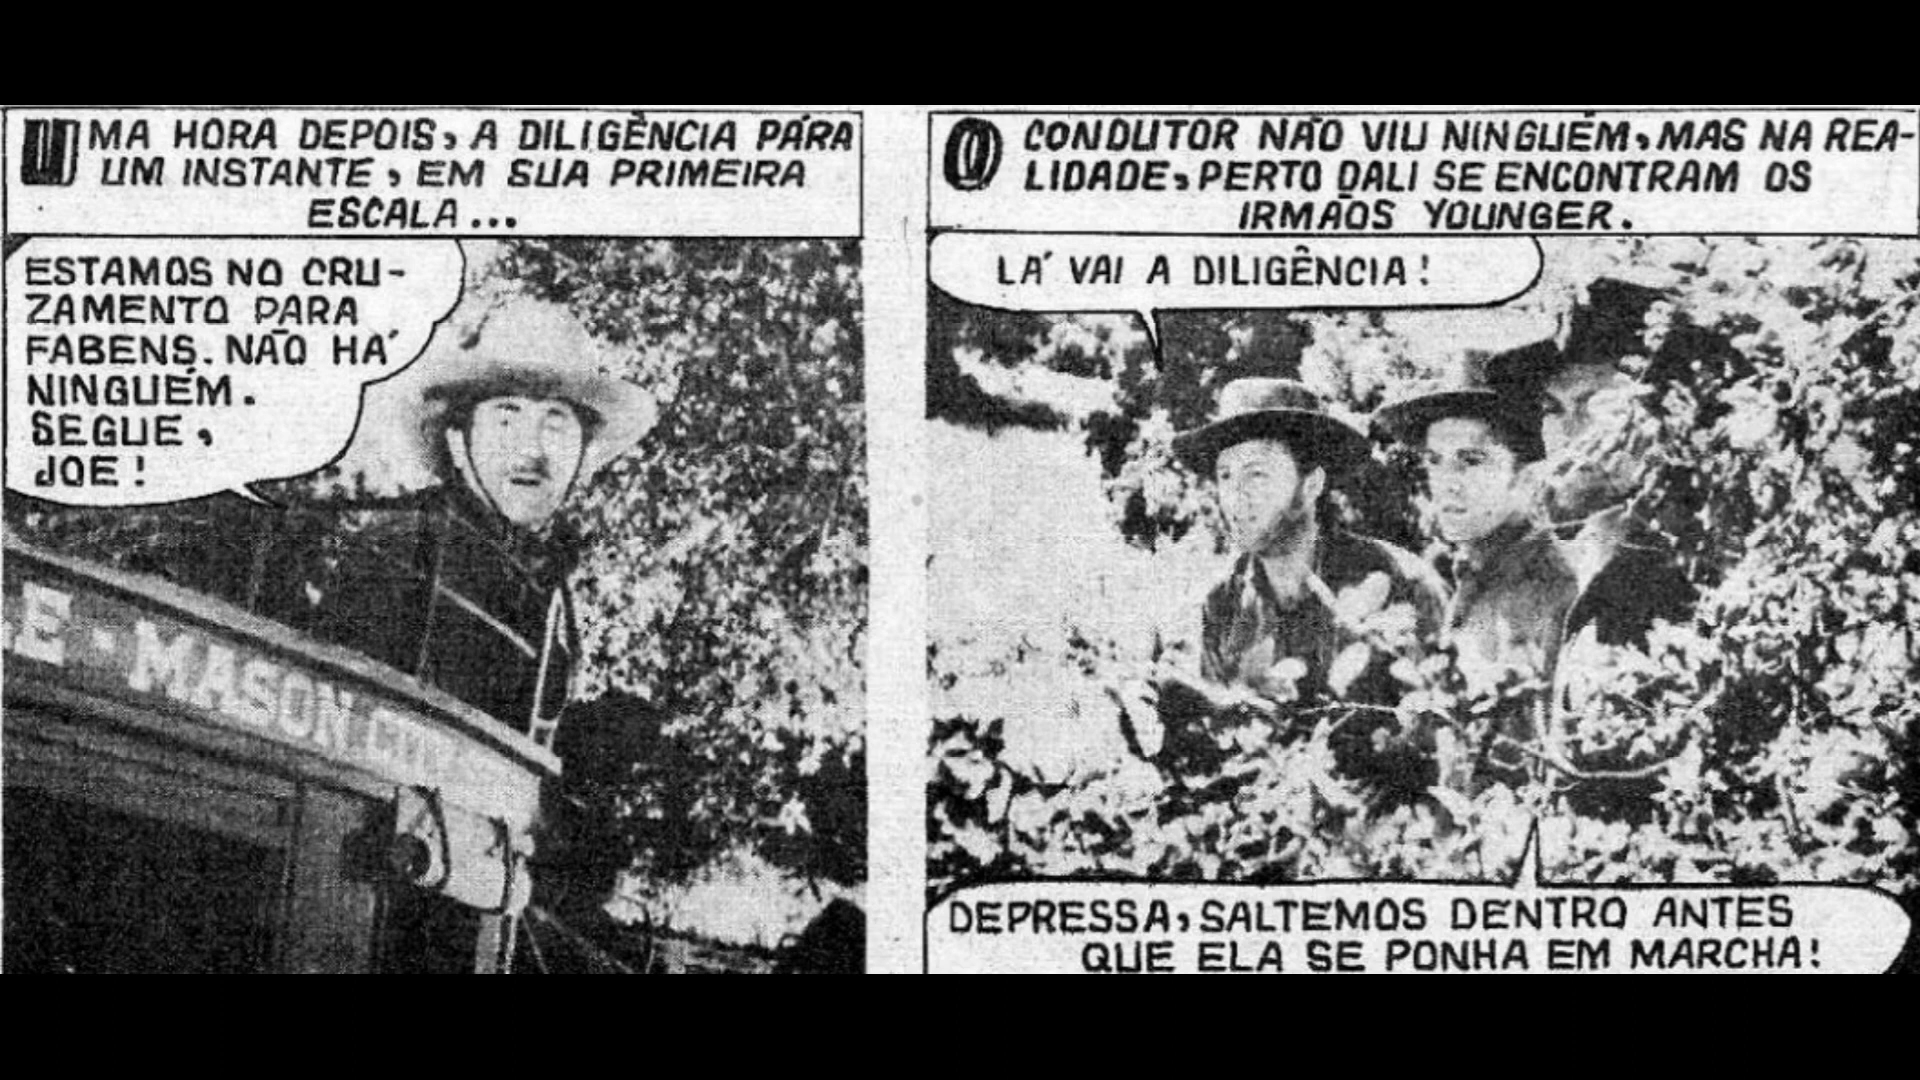 UMA HORA DEPOIS, A DILIGÊNCIA PÁRA
UM INSTANTE, EM SUA PRIMEIRA
ESCALA...
ESTAMOS NO CRU-
ZAMENTO PARA
FABENS. NÃO HÁ
NINGUÉM.
SEGUE,
JOE!
E-MASON
O CONDUTOR NÃO VIU NINGUÉM, MAS NA REA-
LIDADE, PERTO DALI SE ENCONTRAM OS
IRMÃOS YOUNGER.
LÁ VAI A DILIGÊNCIA!
DEPRESSA, SALTEMOS DENTRO ANTES
QUE ELA SE PONHA EM MARCHA!